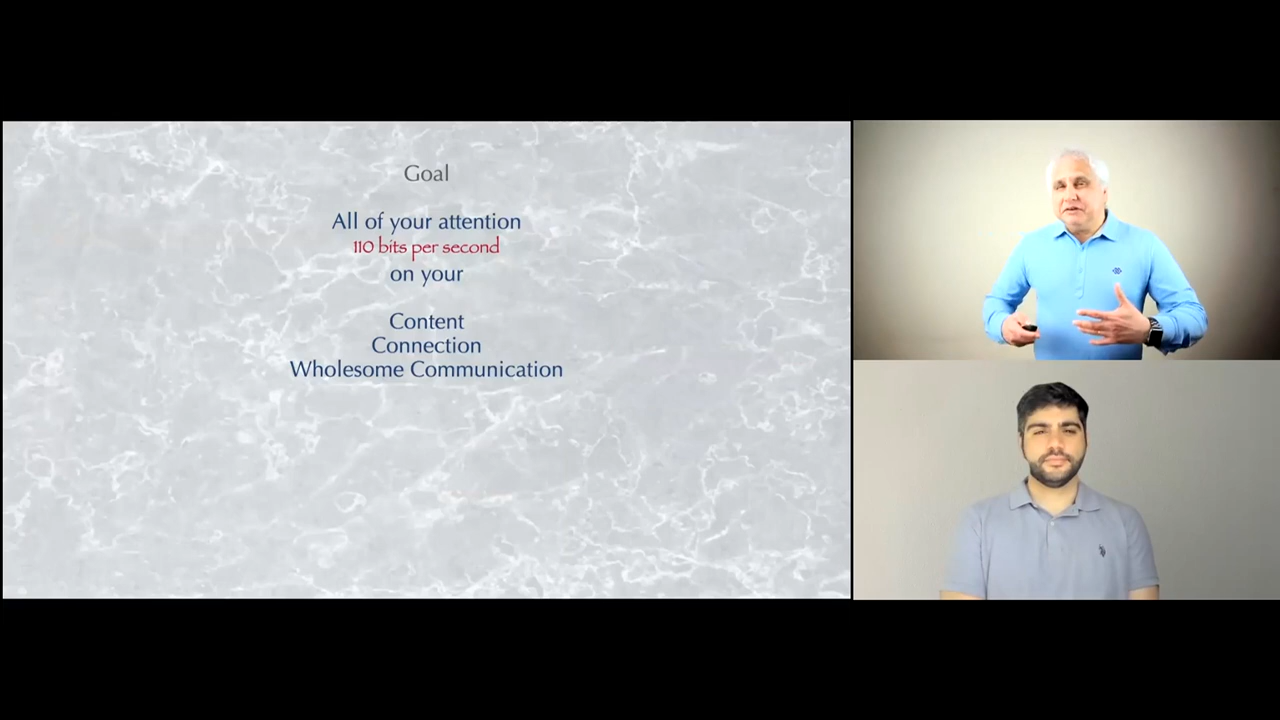 Goal
All of your attention
110 bits per second
on your
Content
Connection
Wholesome Communication